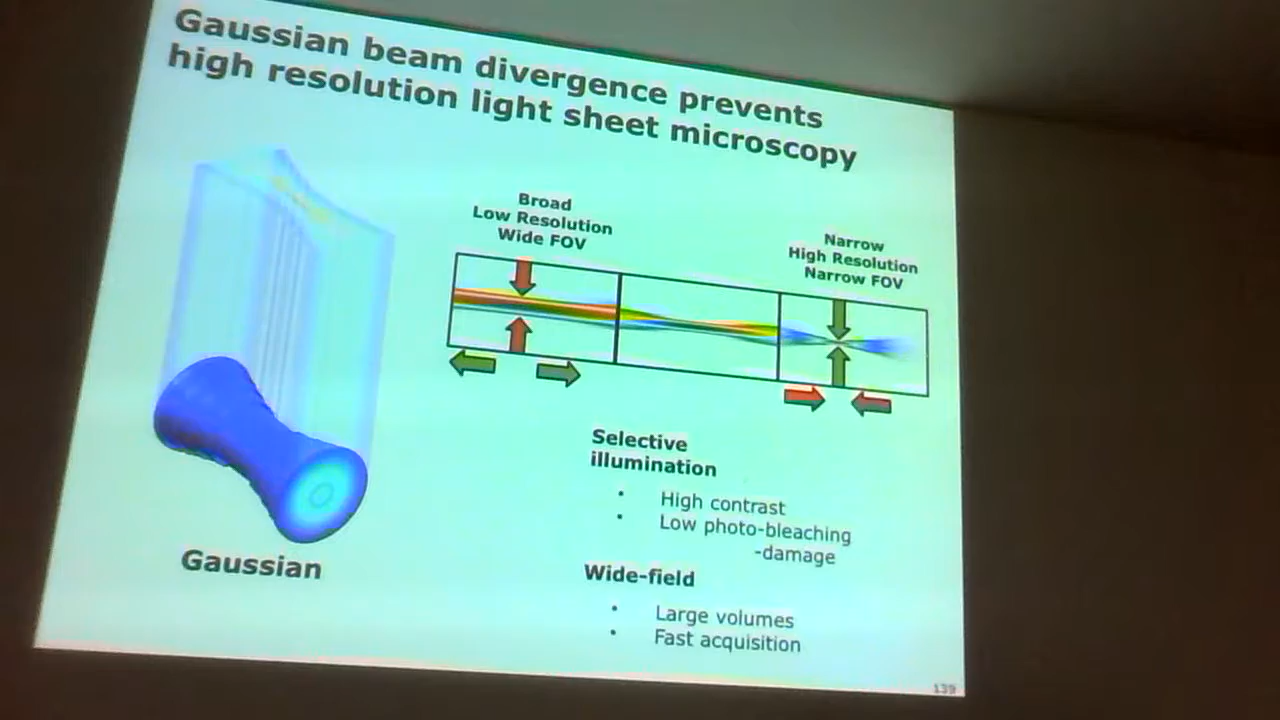 Gaussian beam divergence prevents
high resolution light sheet microscopy
Broad
Low Resolution
Wide FOV
Narrow
High Resolution
Narrow FOV
Selective
illumination
• High contrast
• Low photo-bleaching
-damage
Wide-field
• Large volumes
• Fast acquisition
Gaussian
139